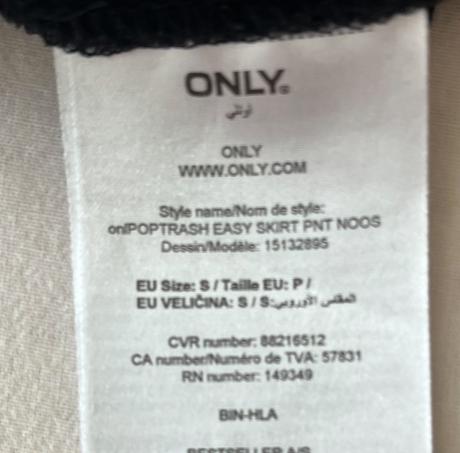 ONLY®
اونلي
ONLY
WWW.ONLY.COM
Style name/Nom de style:
onlPOPTRASH EASY SKIRT PNT NOOS
Dessin/Modèle: 15132895
EU Size: S / Taille EU: P /
EU VELIČINA: S / S:المقاس الأوروبي
CVR number: 88216512
CA number/Numéro de TVA: 57831
RN number: 149349
BIN-HLA
BESTSELLER A/S